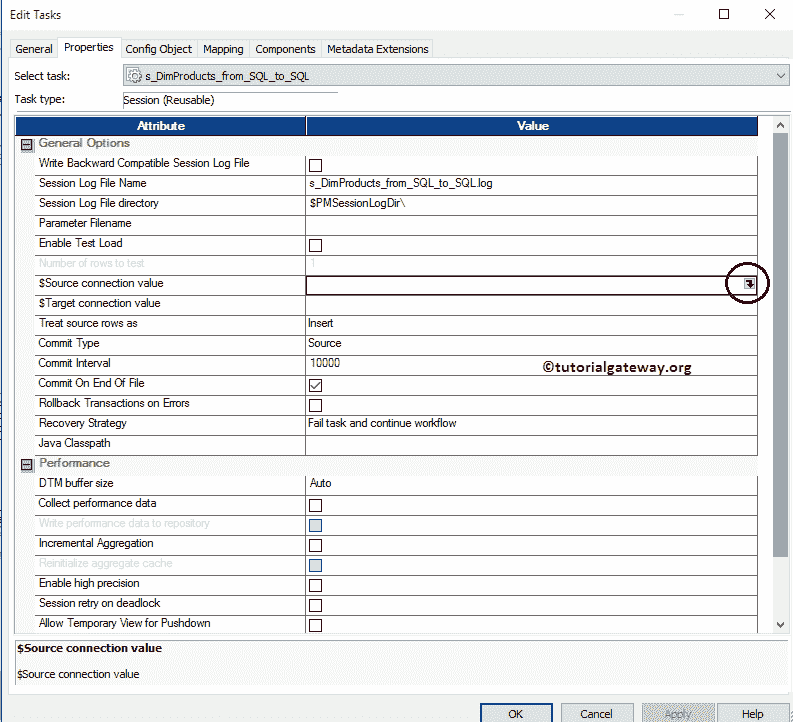 Edit Tasks
General Properties Config Object Mapping Components Metadata Extensions
Select task: s_DimProducts_from_SQL_to_SQL
Task type: Session (Reusable)
Attribute Value
General Options
Write Backward Compatible Session Log File
Session Log File Name s_DimProducts_from_SQL_to_SQL.log
Session Log File directory $PMSessionLogDir\
Parameter Filename
Enable Test Load
Number of rows to test 1
$Source connection value
$Target connection value
Treat source rows as Insert
Commit Type Source
Commit Interval 10000
©tutorialgateway.org
Commit On End Of File
Rollback Transactions on Errors
Recovery Strategy Fail task and continue workflow
Java Classpath
Performance
DTM buffer size Auto
Collect performance data
Write performance data to repository
Incremental Aggregation
Reinitialize aggregate cache
Enable high precision
Session retry on deadlock
Allow Temporary View for Pushdown
$Source connection value
$Source connection value
OK Cancel Apply Help